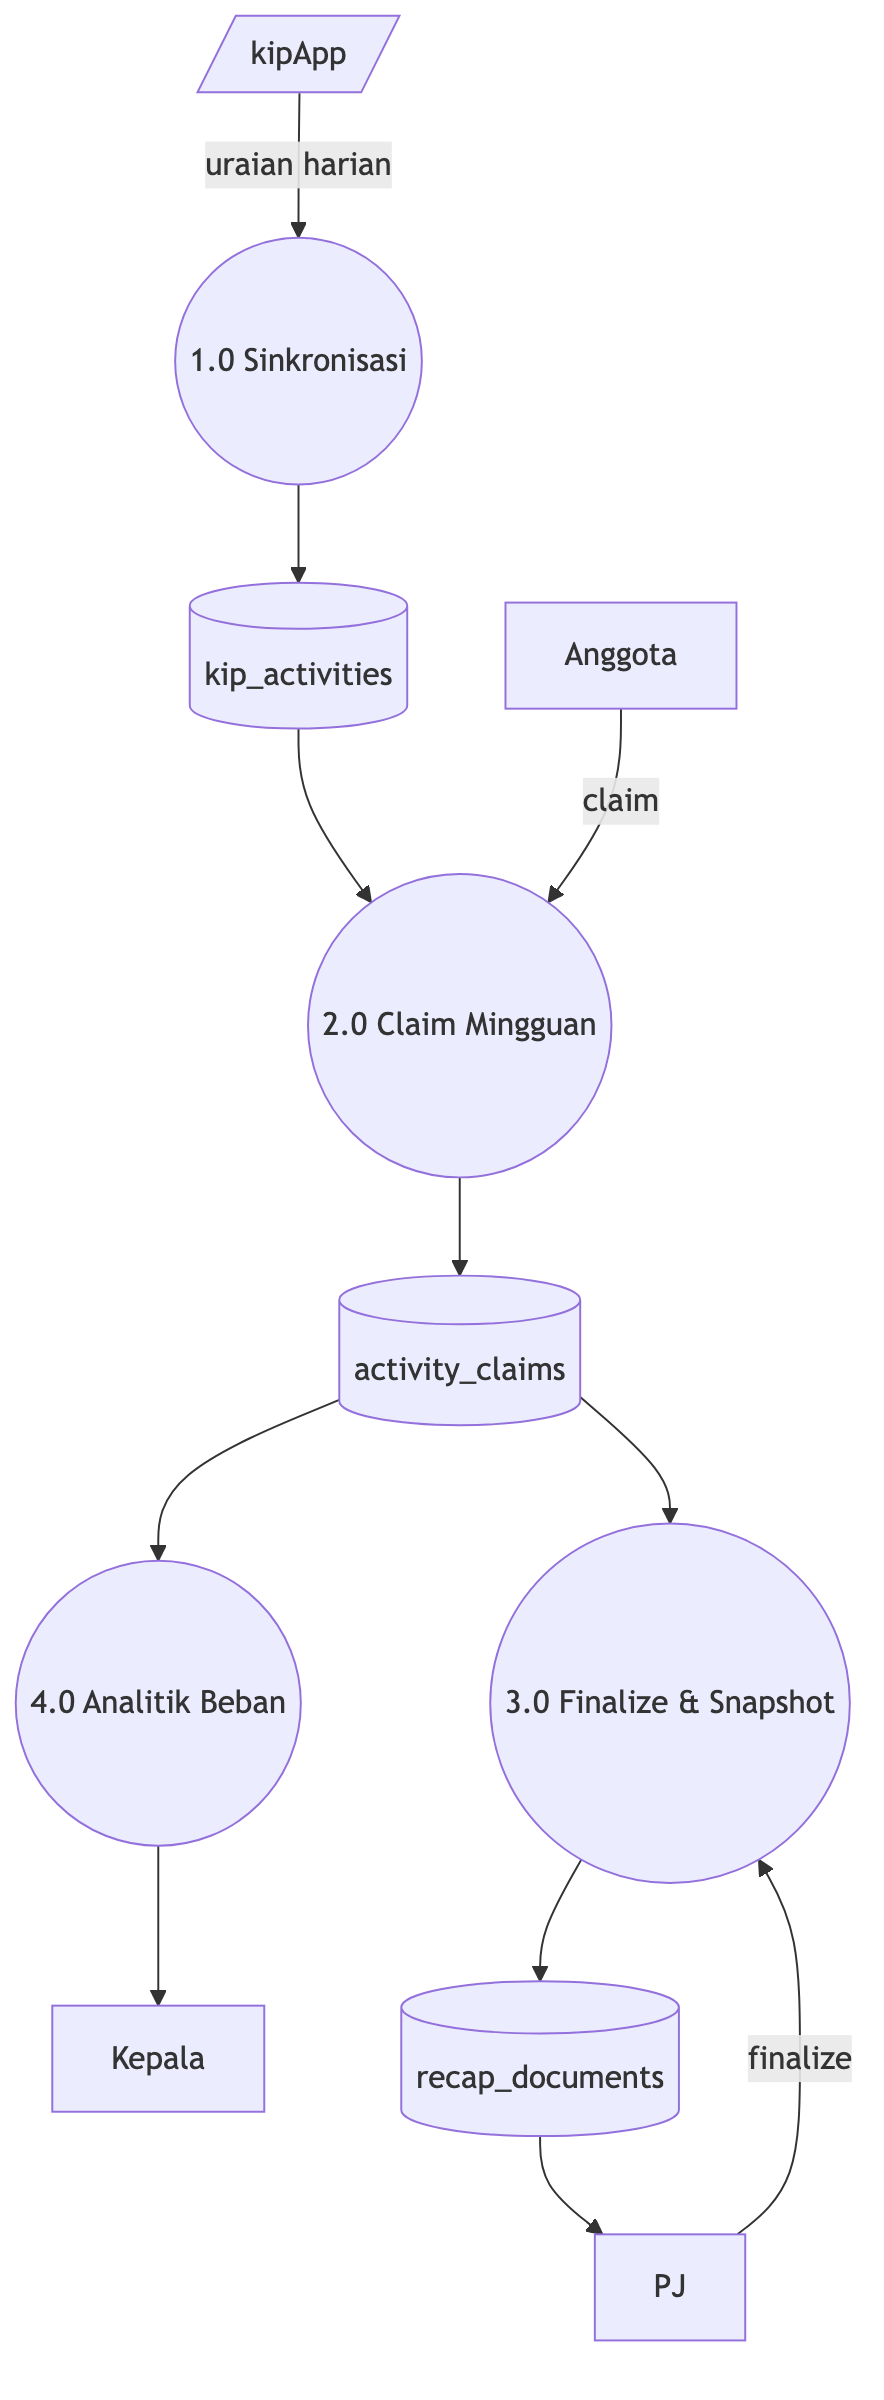 kipApp
uraian harian
1.0 Sinkronisasi
kip_activities
Anggota
claim
2.0 Claim Mingguan
activity_claims
4.0 Analitik Beban
3.0 Finalize & Snapshot
Kepala
recap_documents
finalize
PJ